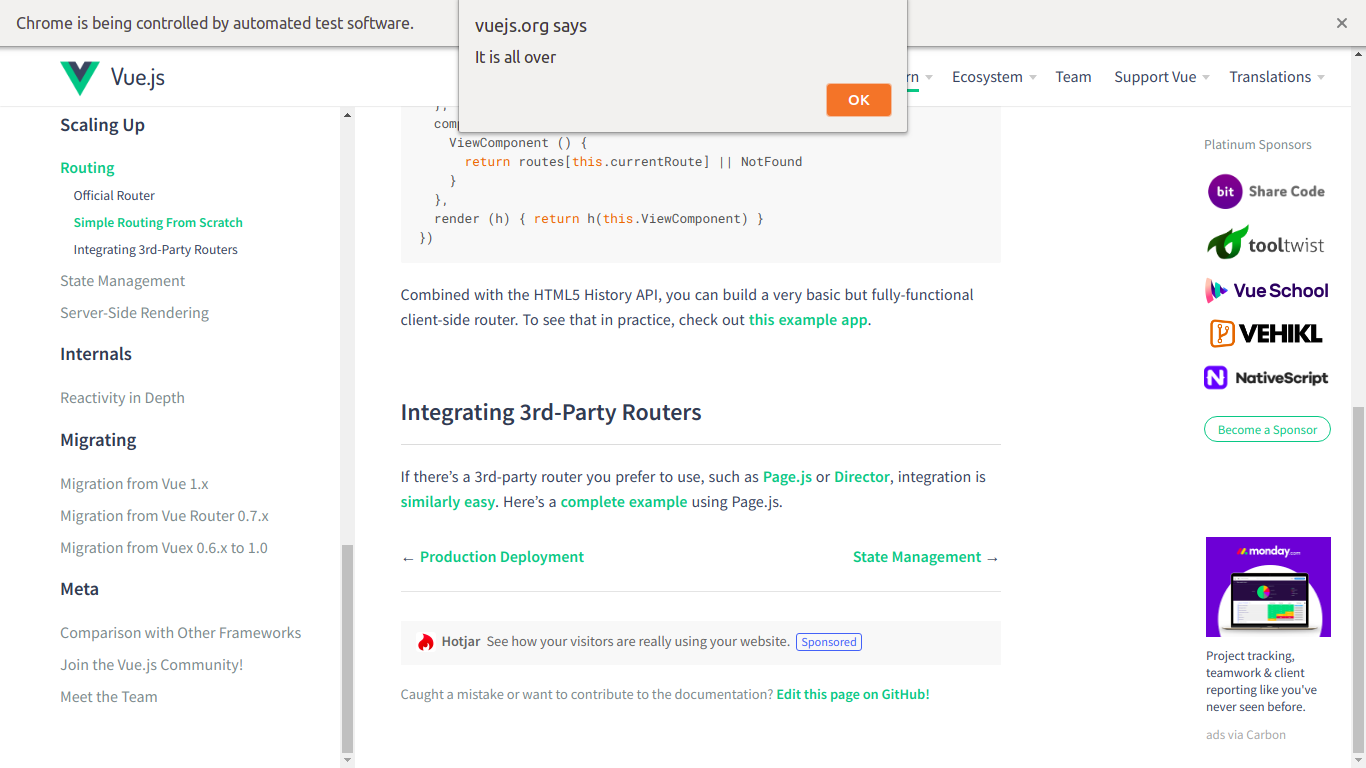 Chrome is being controlled by automated test software.
vuejs.org says
It is all over
OK
Vue.js
Ecosystem
Team
Support Vue
Translations
Scaling Up
Routing
Official Router
Simple Routing From Scratch
Integrating 3rd-Party Routers
State Management
Server-Side Rendering
Internals
Reactivity in Depth
Migrating
Migration from Vue 1.x
Migration from Vue Router 0.7.x
Migration from Vuex 0.6.x to 1.0
Meta
Comparison with Other Frameworks
Join the Vue.js Community!
Meet the Team
ViewComponent () {
return routes[this.currentRoute] || NotFound
}
},
render (h) { return h(this.ViewComponent) }
})
Combined with the HTML5 History API, you can build a very basic but fully-functional
client-side router. To see that in practice, check out this example app.
Integrating 3rd-Party Routers
If there’s a 3rd-party router you prefer to use, such as Page.js or Director, integration is
similarly easy. Here’s a complete example using Page.js.
← Production Deployment
State Management →
Hotjar See how your visitors are really using your website. Sponsored
Caught a mistake or want to contribute to the documentation? Edit this page on GitHub!
Platinum Sponsors
bit Share Code
tooltwist
Vue School
VEHIKL
NativeScript
Become a Sponsor
monday.com
Project tracking,
teamwork & client
reporting like you've
never seen before.
ads via Carbon